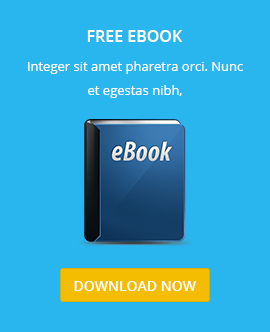 FREE EBOOK
Integer sit amet pharetra orci. Nunc
et egestas nibh,
eBook
DOWNLOAD NOW